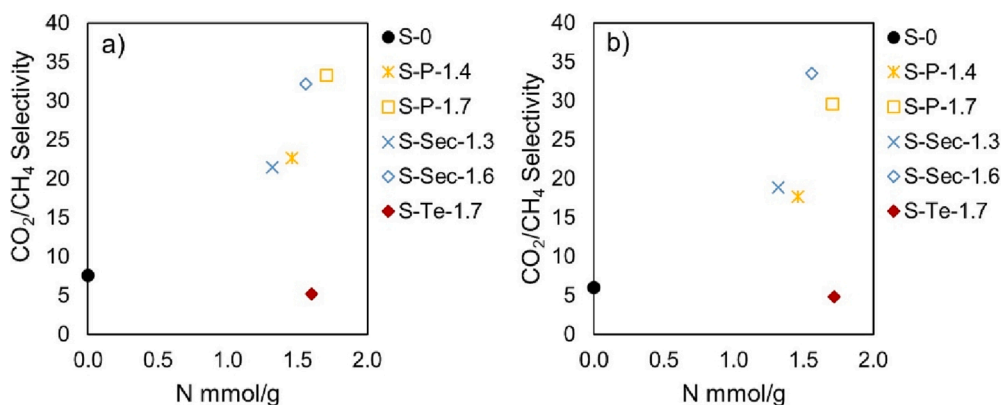 a)
CO₂/CH₄ Selectivity
40
35
30
25
20
15
10
5
0
0.0 0.5 1.0 1.5 2.0
N mmol/g
S-0
S-P-1.4
S-P-1.7
S-Sec-1.3
S-Sec-1.6
S-Te-1.7
b)
CO₂/CH₄ Selectivity
40
35
30
25
20
15
10
5
0
0.0 0.5 1.0 1.5 2.0
N mmol/g
S-0
S-P-1.4
S-P-1.7
S-Sec-1.3
S-Sec-1.6
S-Te-1.7